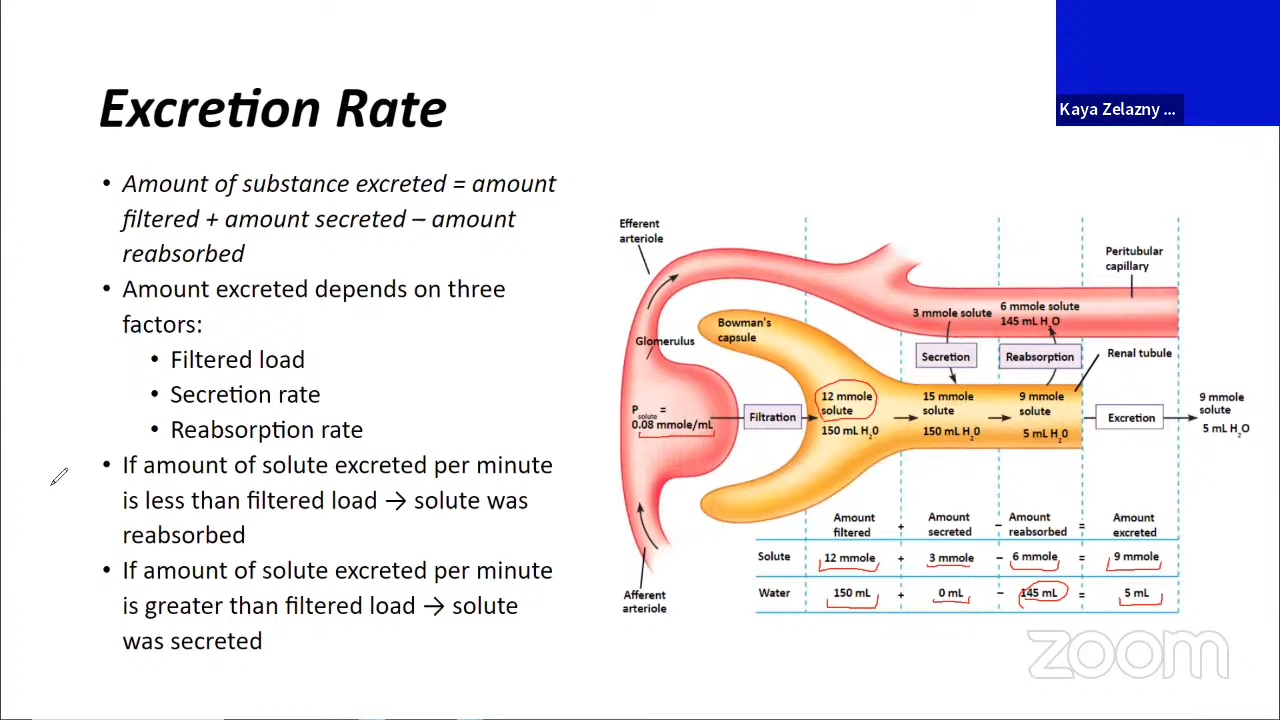 Kaya Zelazny ...
Excretion Rate
• Amount of substance excreted = amount
filtered + amount secreted – amount
reabsorbed
• Amount excreted depends on three
factors:
• Filtered load
• Secretion rate
• Reabsorption rate
• If amount of solute excreted per minute
is less than filtered load → solute was
reabsorbed
• If amount of solute excreted per minute
is greater than filtered load → solute
was secreted
Efferent
arteriole
Peritubular
capillary
Bowman's
capsule
Glomerulus
3 mmole solute
6 mmole solute
145 mL H2O
Secretion
Reabsorption
Renal tubule
Psolute =
0.08 mmole/mL
Filtration
12 mmole
solute
150 mL H2O
15 mmole
solute
150 mL H2O
9 mmole
solute
5 mL H2O
Excretion
9 mmole
solute
5 mL H2O
Afferent
arteriole
Amount filtered + Amount secreted – Amount reabsorbed = Amount excreted
Solute 12 mmole + 3 mmole – 6 mmole = 9 mmole
Water 150 mL + 0 mL – 145 mL = 5 mL
zoom